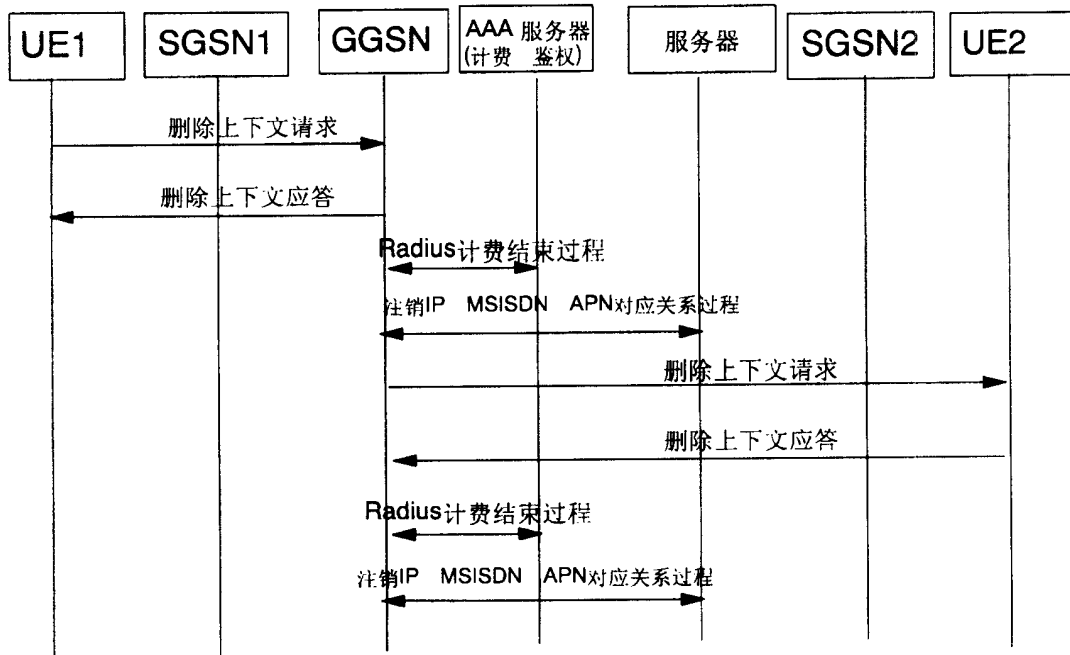 UE1
SGSN1
GGSN
AAA 服务器
(计费 鉴权)
服务器
SGSN2
UE2
删除上下文请求
删除上下文应答
Radius计费结束过程
注销IP MSISDN APN对应关系过程
删除上下文请求
删除上下文应答
Radius计费结束过程
注销IP MSISDN APN对应关系过程